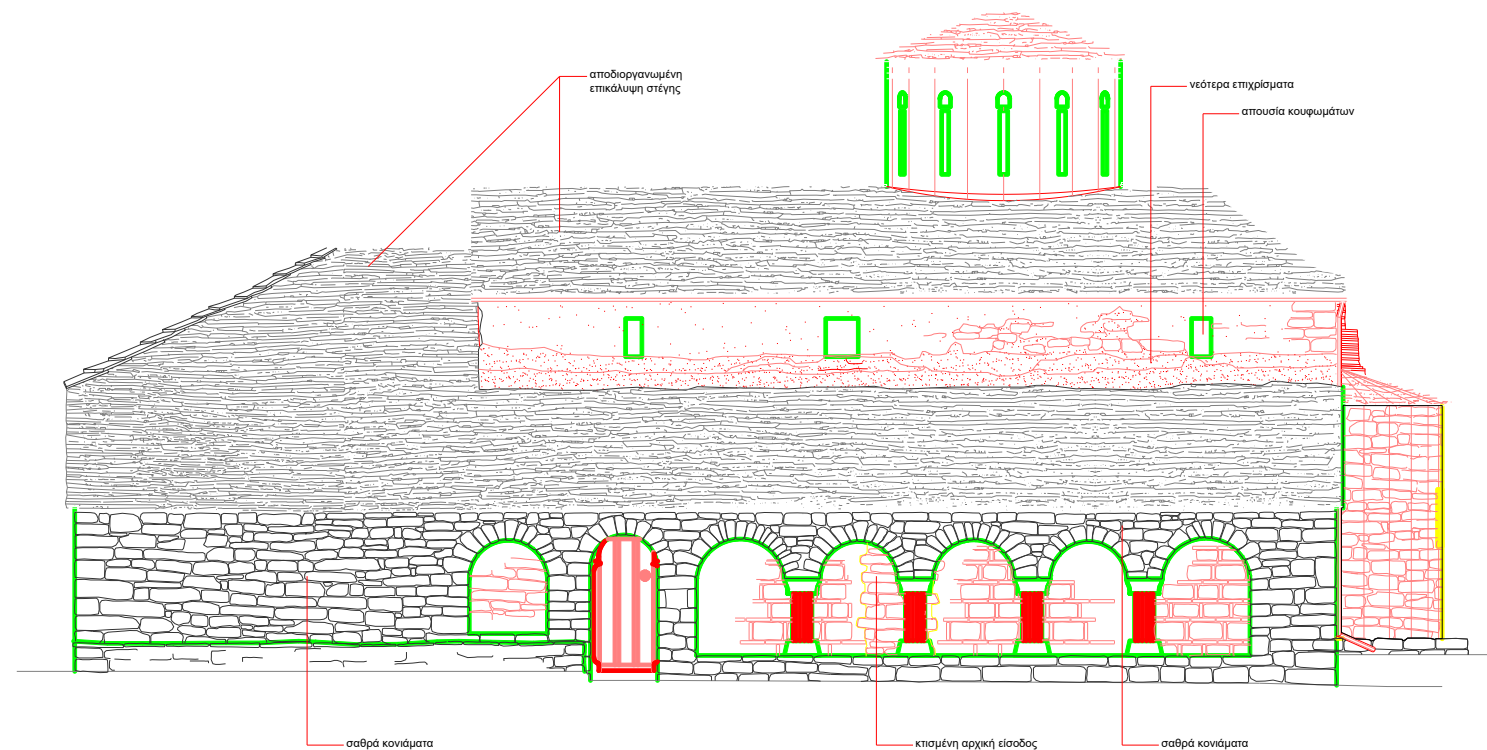 αποδιοργανωμένη
επικάλυψη στέγης
νεότερα επιχρίσματα
απουσία κουφωμάτων
σαθρά κονιάματα
κτισμένη αρχική είσοδος
σαθρά κονιάματα